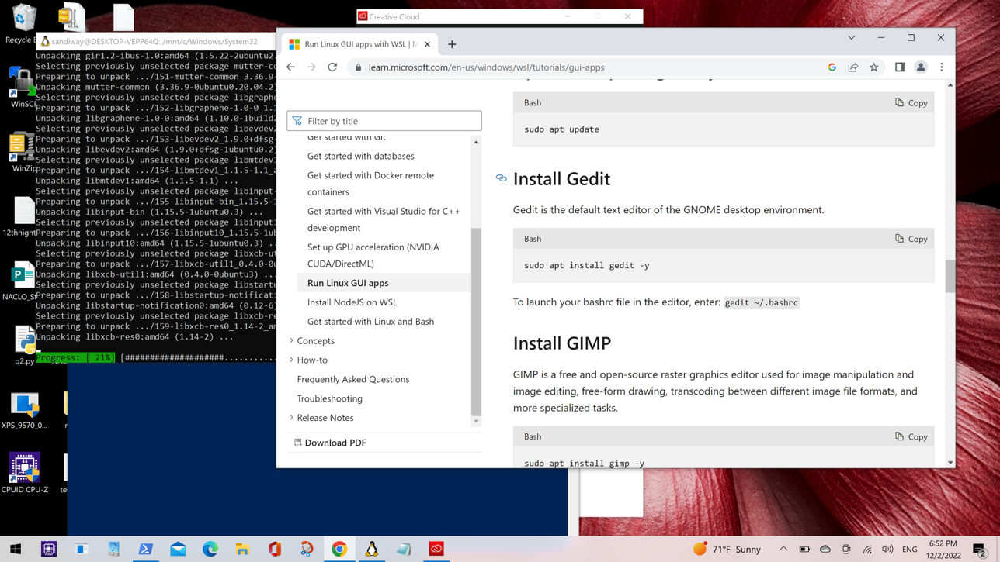 Recycle
WinSCP
WinZip
12thnight
NACLO_S
q2.py
XPS_9570_0...
CPUID CPU-Z
Creative Cloud
sandiway@DESKTOP-VEPP64Q: /mnt/c/Windows/System32
Unpacking gir1.2-ibus-1.0:amd64 (1.5.22-2ubuntu2.
Selecting previously unselected package mutter-co
Preparing to unpack .../151-mutter-common_3.36.9-
Unpacking mutter-common (3.36.9-0ubuntu0.20.04.2)
Selecting previously unselected package libgraphe
Preparing to unpack .../152-libgraphene-1.0-0_1.1
Unpacking libgraphene-1.0-0:amd64 (1.10.0-1build2
Selecting previously unselected package libevdev2
Preparing to unpack .../153-libevdev2_1.9.0+dfsg-
Unpacking libevdev2:amd64 (1.9.0+dfsg-1ubuntu0.2)
Selecting previously unselected package libmtdev1
Preparing to unpack .../154-libmtdev1_1.1.5-1.1_a
Unpacking libmtdev1:amd64 (1.1.5-1.1) ...
Selecting previously unselected package libinput-
Preparing to unpack .../155-libinput-bin_1.15.5-1
Unpacking libinput-bin (1.15.5-1ubuntu0.3) ...
Selecting previously unselected package libinput1
Preparing to unpack .../156-libinput10_1.15.5-1ub
Unpacking libinput10:amd64 (1.15.5-1ubuntu0.3) ..
Selecting previously unselected package libxcb-ut
Preparing to unpack .../157-libxcb-util1_0.4.0-0u
Unpacking libxcb-util1:amd64 (0.4.0-0ubuntu3) ...
Selecting previously unselected package libstartu
Preparing to unpack .../158-libstartup-notificati
Unpacking libstartup-notification0:amd64 (0.12-6)
Selecting previously unselected package libxcb-re
Preparing to unpack .../159-libxcb-res0_1.14-2_am
Unpacking libxcb-res0:amd64 (1.14-2) ...
Progress: [ 21%] [####################............
Run Linux GUI apps with WSL | M
learn.microsoft.com/en-us/windows/wsl/tutorials/gui-apps
Filter by title
Get started with Git
Get started with databases
Get started with Docker remote
containers
Get started with Visual Studio for C++
development
Set up GPU acceleration (NVIDIA
CUDA/DirectML)
Run Linux GUI apps
Install NodeJS on WSL
Get started with Linux and Bash
Concepts
How-to
Frequently Asked Questions
Troubleshooting
Release Notes
Download PDF
Bash Copy
sudo apt update
Install Gedit
Gedit is the default text editor of the GNOME desktop environment.
Bash Copy
sudo apt install gedit -y
To launch your bashrc file in the editor, enter: gedit ~/.bashrc
Install GIMP
GIMP is a free and open-source raster graphics editor used for image manipulation and
image editing, free-form drawing, transcoding between different image file formats, and
more specialized tasks.
Bash Copy
sudo apt install gimp -y
71°F Sunny
ENG
6:52 PM
12/2/2022
2